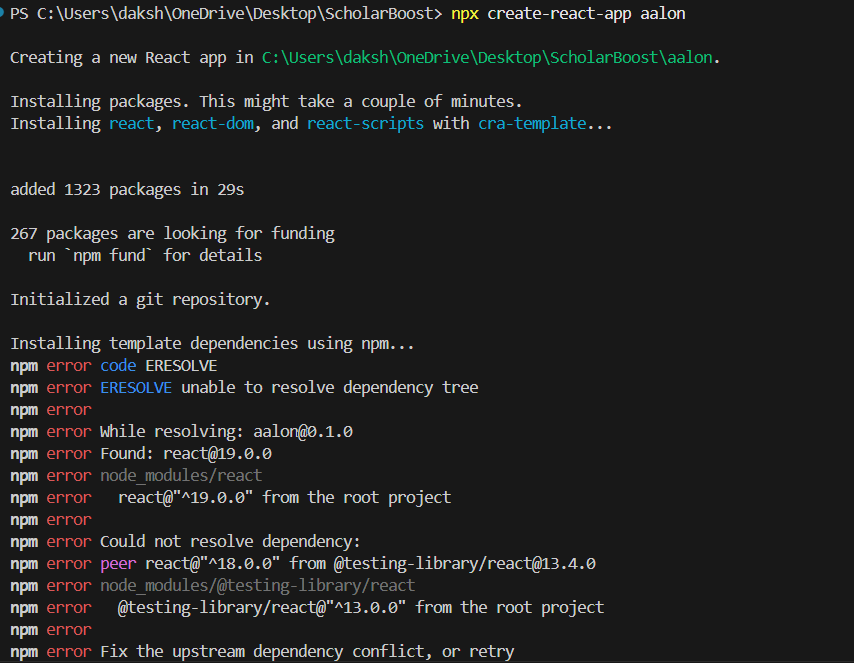 PS C:\Users\daksh\OneDrive\Desktop\ScholarBoost> npx create-react-app aalon
Creating a new React app in C:\Users\daksh\OneDrive\Desktop\ScholarBoost\aalon.
Installing packages. This might take a couple of minutes.
Installing react, react-dom, and react-scripts with cra-template...
added 1323 packages in 29s
267 packages are looking for funding
  run `npm fund` for details
Initialized a git repository.
Installing template dependencies using npm...
npm error code ERESOLVE
npm error ERESOLVE unable to resolve dependency tree
npm error
npm error While resolving: aalon@0.1.0
npm error Found: react@19.0.0
npm error node_modules/react
npm error   react@"^19.0.0" from the root project
npm error
npm error Could not resolve dependency:
npm error peer react@"^18.0.0" from @testing-library/react@13.4.0
npm error node_modules/@testing-library/react
npm error   @testing-library/react@"^13.0.0" from the root project
npm error
npm error Fix the upstream dependency conflict, or retry